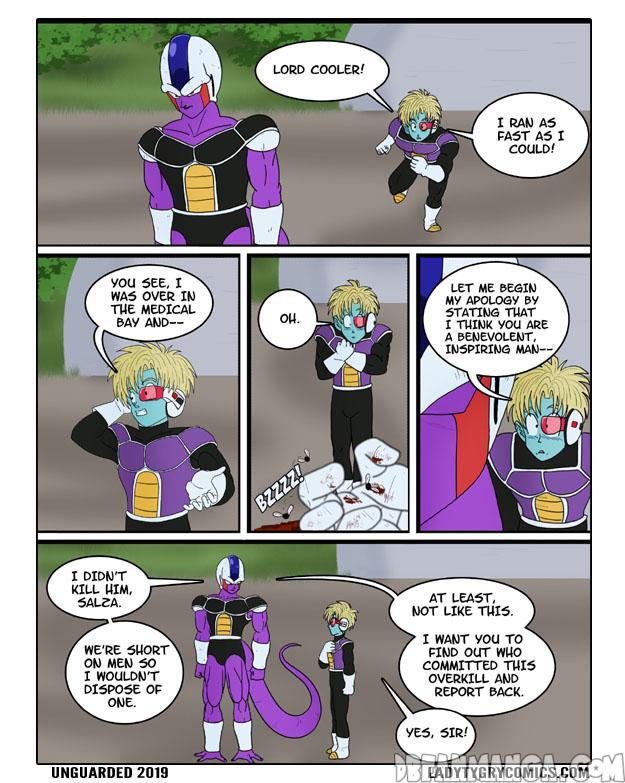 LORD COOLER!
I RAN AS
FAST AS I
COULD!
YOU SEE, I
WAS OVER IN
THE MEDICAL
BAY AND--
OH.
BZZZZ!
LET ME BEGIN
MY APOLOGY BY
STATING THAT
I THINK YOU ARE
A BENEVOLENT,
INSPIRING MAN--
I DIDN'T
KILL HIM,
SALZA.
WE'RE SHORT
ON MEN SO
I WOULDN'T
DISPOSE OF
ONE.
AT LEAST,
NOT LIKE THIS.
I WANT YOU TO
FIND OUT WHO
COMMITTED THIS
OVERKILL AND
REPORT BACK.
YES, SIR!
UNGUARDED 2019
LADYTYGRYCOMICS.COM
DBFANMANGA.COM